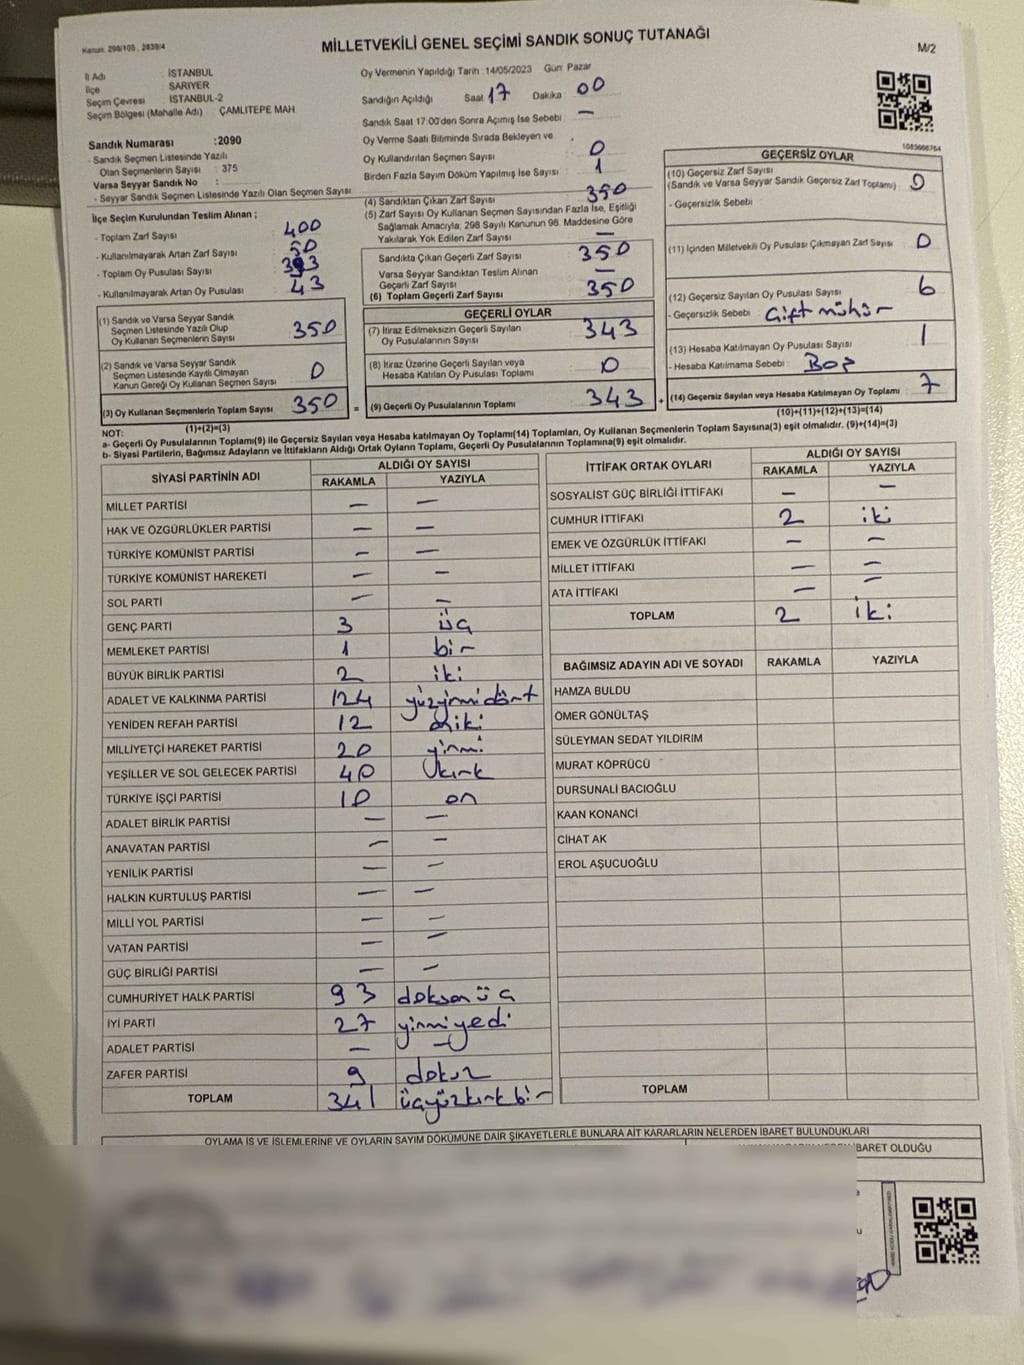 Kanun. 298/105 , 2839/4
MİLLETVEKİLİ GENEL SEÇİMİ SANDIK SONUÇ TUTANAĞI
M/2
İl Adı : İSTANBUL
İlçe : SARIYER
Seçim Çevresi : İSTANBUL-2
Seçim Bölgesi (Mahalle Adı) : ÇAMLITEPE MAH
Oy Vermenin Yapıldığı Tarih : 14/05/2023 Gün: Pazar
Sandığın Açıldığı Saat : 17 Dakika : 00
Sandık Saat 17:00'den Sonra Açımış İse Sebebi : —
Oy Verme Saati Bitiminde Sırada Bekleyen ve
Oy Kullandırılan Seçmen Sayısı : 0
Birden Fazla Sayım Döküm Yapılmış İse Sayısı : 1
Sandık Numarası :2090
- Sandık Seçmen Listesinde Yazılı
Olan Seçmenlerin Sayısı : 375
Varsa Seyyar Sandık No :
- Seyyar Sandık Seçmen Listesinde Yazılı Olan Seçmen Sayısı :
İlçe Seçim Kurulundan Teslim Alınan ;
- Toplam Zarf Sayısı : 400
- Kullanılmayarak Artan Zarf Sayısı : 50
- Toplam Oy Pusulası Sayısı : 393
- Kullanılmayarak Artan Oy Pusulası : 43
(4) Sandıktan Çıkan Zarf Sayısı : 350
(5) Zarf Sayısı Oy Kullanan Seçmen Sayısından Fazla İse, Eşitliği
Sağlamak Amacıyla; 298 Sayılı Kanunun 98. Maddesine Göre
Yakılarak Yok Edilen Zarf Sayısı : —
Sandıkta Çıkan Geçerli Zarf Sayısı : 350
Varsa Seyyar Sandıktan Teslim Alınan
Geçerli Zarf Sayısı : —
(6) Toplam Geçerli Zarf Sayısı : 350
1083666764
GEÇERSİZ OYLAR
(10) Geçersiz Zarf Sayısı
(Sandık ve Varsa Seyyar Sandık Geçersiz Zarf Toplamı) : 0
- Geçersizlik Sebebi :
(11) İçinden Milletvekili Oy Pusulası Çıkmayan Zarf Sayısı : 0
(12) Geçersiz Sayılan Oy Pusulası Sayısı : 6
- Geçersizlik Sebebi : Çift mühür
(13) Hesaba Katılmayan Oy Pusulası Sayısı : 1
- Hesaba Katılmama Sebebi : Boş
(14) Geçersiz Sayılan veya Hesaba Katılmayan Oy Toplamı : 7
(10)+(11)+(12)+(13)=(14)
(1) Sandık ve Varsa Seyyar Sandık
Seçmen Listesinde Yazılı Olup
Oy Kullanan Seçmenlerin Sayısı : 350
(2) Sandık ve Varsa Seyyar Sandık
Seçmen Listesinde Kayıtlı Olmayan
Kanun Gereği Oy Kullanan Seçmen Sayısı : 0
(3) Oy Kullanan Seçmenlerin Toplam Sayısı : 350 =
(1)+(2)=(3)
GEÇERLİ OYLAR
(7) İtiraz Edilmeksizin Geçerli Sayılan
Oy Pusulalarının Sayısı : 343
(8) İtiraz Üzerine Geçerli Sayılan veya
Hesaba Katılan Oy Pusulası Toplamı : 0
(9) Geçerli Oy Pusulalarının Toplamı : 343 +
NOT:
a- Geçerli Oy Pusulalarının Toplamı(9) ile Geçersiz Sayılan veya Hesaba katılmayan Oy Toplamı(14) Toplamları, Oy Kullanan Seçmenlerin Toplam Sayısına(3) eşit olmalıdır. (9)+(14)=(3)
b- Siyasi Partilerin, Bağımsız Adayların ve İttifakların Aldığı Ortak Oyların Toplamı, Geçerli Oy Pusulalarının Toplamına(9) eşit olmalıdır.
SİYASİ PARTİNİN ADI ALDIĞI OY SAYISI
RAKAMLA YAZIYLA
MİLLET PARTİSİ — —
HAK VE ÖZGÜRLÜKLER PARTİSİ — —
TÜRKİYE KOMÜNİST PARTİSİ — —
TÜRKİYE KOMÜNİST HAREKETİ — —
SOL PARTİ — —
GENÇ PARTİ 3 üç
MEMLEKET PARTİSİ 1 bir
BÜYÜK BİRLİK PARTİSİ 2 iki
ADALET VE KALKINMA PARTİSİ 124 yüzyirmidört
YENİDEN REFAH PARTİSİ 12 oniki
MİLLİYETÇİ HAREKET PARTİSİ 20 yirmi
YEŞİLLER VE SOL GELECEK PARTİSİ 40 kırk
TÜRKİYE İŞÇİ PARTİSİ 10 on
ADALET BİRLİK PARTİSİ — —
ANAVATAN PARTİSİ — —
YENİLİK PARTİSİ — —
HALKIN KURTULUŞ PARTİSİ — —
MİLLİ YOL PARTİSİ — —
VATAN PARTİSİ — —
GÜÇ BİRLİĞİ PARTİSİ — —
CUMHURİYET HALK PARTİSİ 93 doksanüç
İYİ PARTİ 27 yirmiyedi
ADALET PARTİSİ — —
ZAFER PARTİSİ 9 dokuz
TOPLAM 341 üçyüzkırkbir
İTTİFAK ORTAK OYLARI ALDIĞI OY SAYISI
RAKAMLA YAZIYLA
SOSYALİST GÜÇ BİRLİĞİ İTTİFAKI — —
CUMHUR İTTİFAKI 2 iki
EMEK VE ÖZGÜRLÜK İTTİFAKI — —
MİLLET İTTİFAKI — —
ATA İTTİFAKI — —
TOPLAM 2 iki
BAĞIMSIZ ADAYIN ADI VE SOYADI RAKAMLA YAZIYLA
HAMZA BULDU
ÖMER GÖNÜLTAŞ
SÜLEYMAN SEDAT YILDIRIM
MURAT KÖPRÜCÜ
DURSUNALİ BACIOĞLU
KAAN KONANCİ
CİHAT AK
EROL AŞUCUOĞLU
TOPLAM
OYLAMA İŞ VE İŞLEMLERİNE VE OYLARIN SAYIM DÖKÜMÜNE DAİR ŞİKAYETLERLE BUNLARA AİT KARARLARIN NELERDEN İBARET BULUNDUKLARI
İBARET OLDUĞU